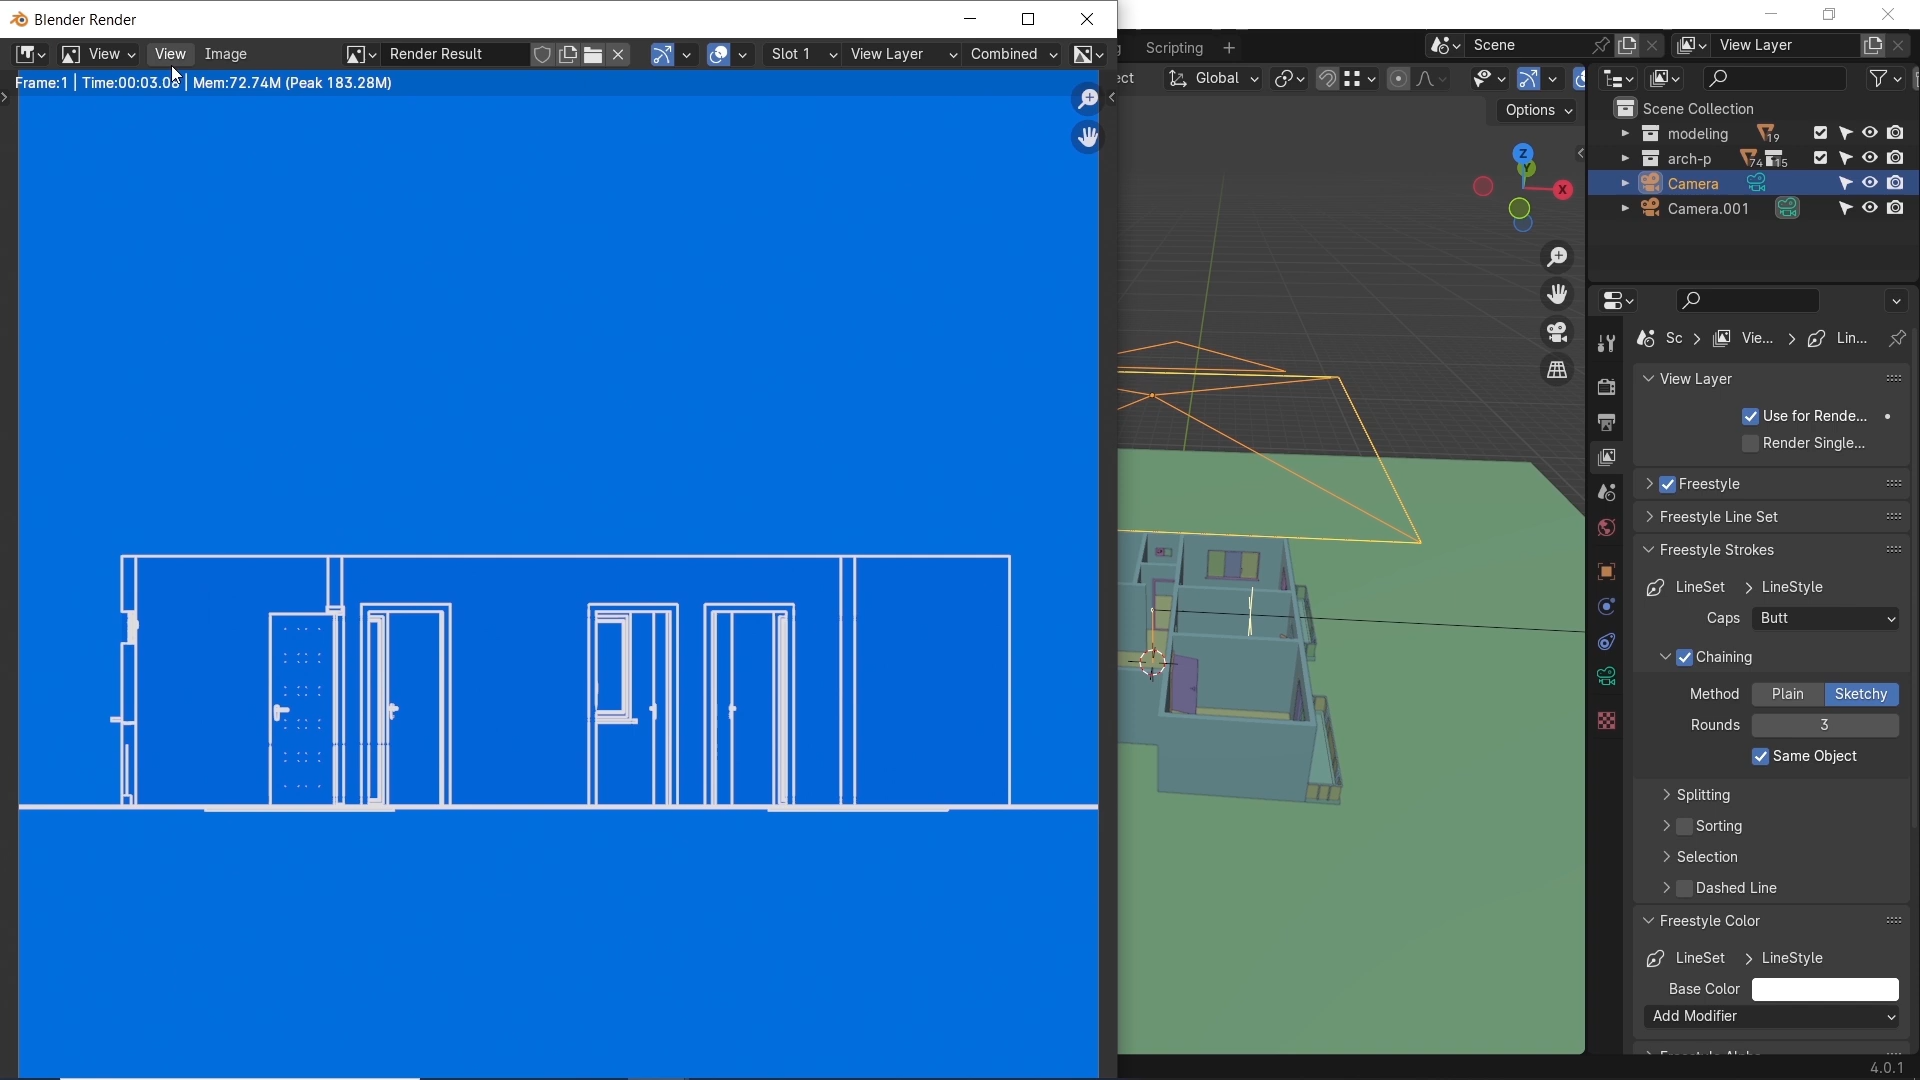 Blender Render
View
View
Image
Render Result
Slot 1
View Layer
Combined
Frame:1 | Time:00:03.08 | Mem:72.74M (Peak 183.28M)
Scripting
+
Scene
View Layer
ect
Global
Options
Z
Y
X
Scene Collection
modeling
19
arch-p
74
15
Camera
Camera.001
Sc
Vie...
Lin...
View Layer
Use for Rende...
Render Single...
Freestyle
Freestyle Line Set
Freestyle Strokes
LineSet
LineStyle
Caps
Butt
Chaining
Method
Plain
Sketchy
Rounds
3
Same Object
Splitting
Sorting
Selection
Dashed Line
Freestyle Color
LineSet
LineStyle
Base Color
Add Modifier
4.0.1